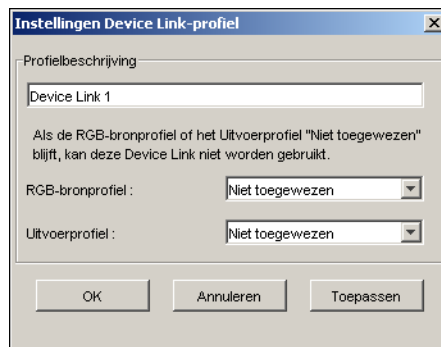 Instellingen Device Link-profiel
Profielbeschrijving
Device Link 1
Als de RGB-bronprofiel of het Uitvoerprofiel "Niet toegewezen"
blijft, kan deze Device Link niet worden gebruikt.
RGB-bronprofiel : Niet toegewezen
Uitvoerprofiel : Niet toegewezen
OK Annuleren Toepassen